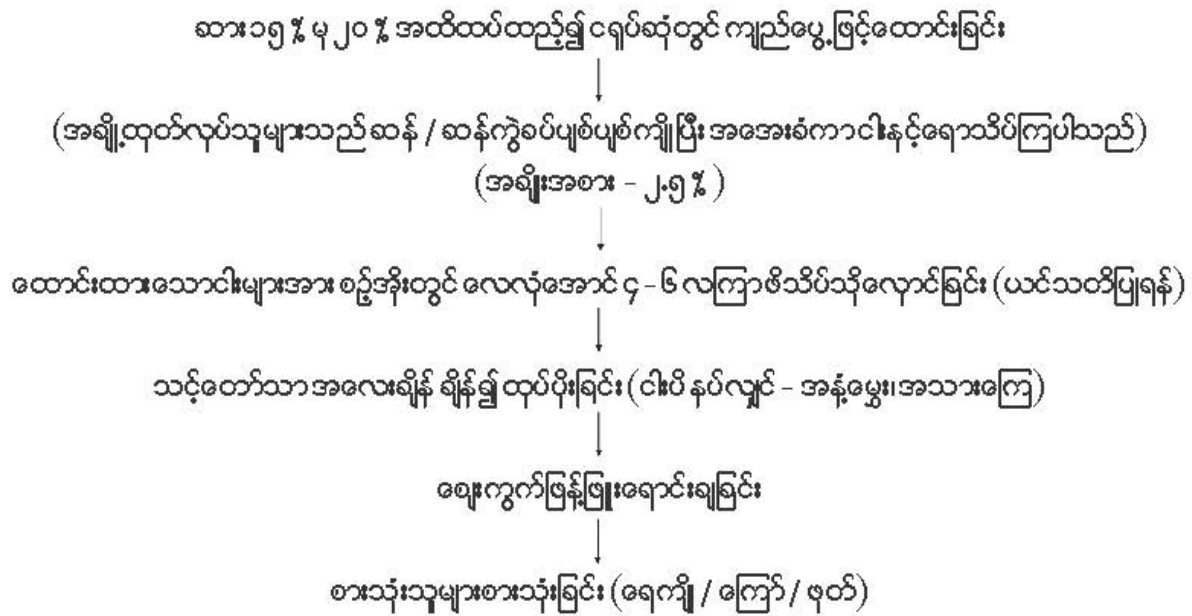 ဆား ၁၅ % မှ ၂၀ % အထိထပ်ထည့်၍ ငရုပ်ဆုံတွင် ကျည်ပွေ့ဖြင့်ထောင်းခြင်း
(အချို့ထုတ်လုပ်သူများသည် ဆန် / ဆန်ကွဲခပ်ပျစ်ပျစ်ကျိုပြီး အအေးခံကာ ငါးနှင့်ရောသိပ်ကြပါသည်)
(အချိုးအစား - ၂.၅ % )
ထောင်းထားသောငါးများအား စဉ့်အိုးတွင် လေလုံအောင် ၄ - ၆ လကြာဖိသိပ်သိုလှောင်ခြင်း (ယင်သတိပြုရန်)
သင့်တော်သာ အလေးချိန် ချိန်၍ ထုပ်ပိုးခြင်း (ငါးပိ နပ်လျှင် - အနံ့မွှေး၊အသားကြေ)
ဈေးကွက်ဖြန့်ဖြူးရောင်းချခြင်း
စားသုံးသူများစားသုံးခြင်း (ရေကျို / ကြော် / ဖုတ်)